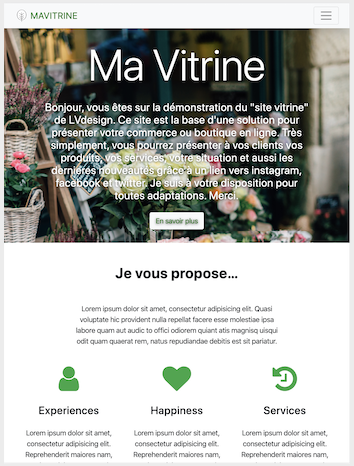 MAVITRINE
Ma Vitrine
Bonjour, vous êtes sur la démonstration du "site vitrine"
de LVdesign. Ce site est la base d'une solution pour
présenter votre commerce ou boutique en ligne. Très
simplement, vous pourrez présenter à vos clients vos
produits, vos services, votre situation et aussi les
dernières nouveautés grâce à un lien vers instagram,
facebook et twitter. Je suis à votre disposition pour
toutes adaptations. Merci.
En savoir plus
Je vous propose...
Lorem ipsum dolor sit amet, consectetur adipisicing elit. Quasi
voluptate hic provident nulla repellat facere esse molestiae ipsa
labore quam aut audic to offici odiorem quiat atis magnas sinusci
odit quam quaerat rem, natus repudiandae debitis est sit pariatur.
Experiences Happiness Services
Lorem ipsum dolor sit amet, Lorem ipsum dolor sit amet, Lorem ipsum dolor sit amet,
consectetur adipisicing elit. consectetur adipisicing elit. consectetur adipisicing elit.
Reprehenderit maiores nam, Reprehenderit maiores nam, Reprehenderit maiores nam,